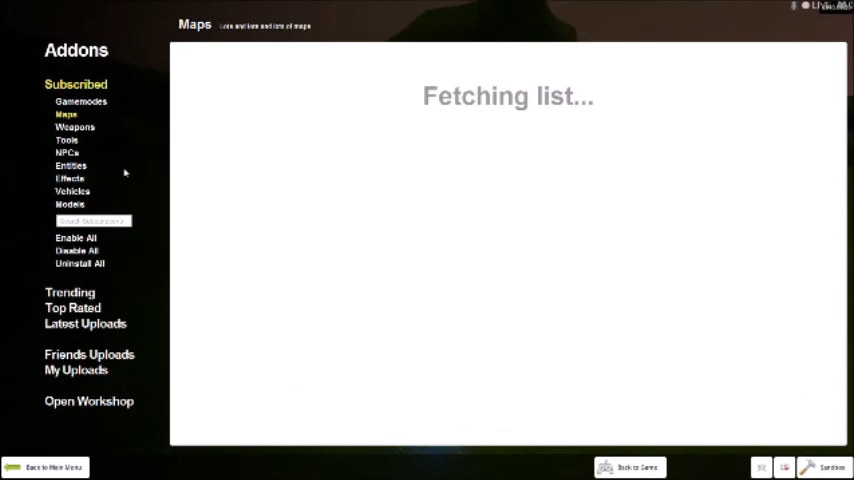 Maps Lots and lots and lots of maps
Addons
Subscribed
Gamemodes
Maps
Weapons
Tools
NPCs
Entities
Effects
Vehicles
Models
Search Subscriptions
Enable All
Disable All
Uninstall All
Trending
Top Rated
Latest Uploads
Friends Uploads
My Uploads
Open Workshop
Fetching list...
Back to Main Menu
Back to Game
Sandbox